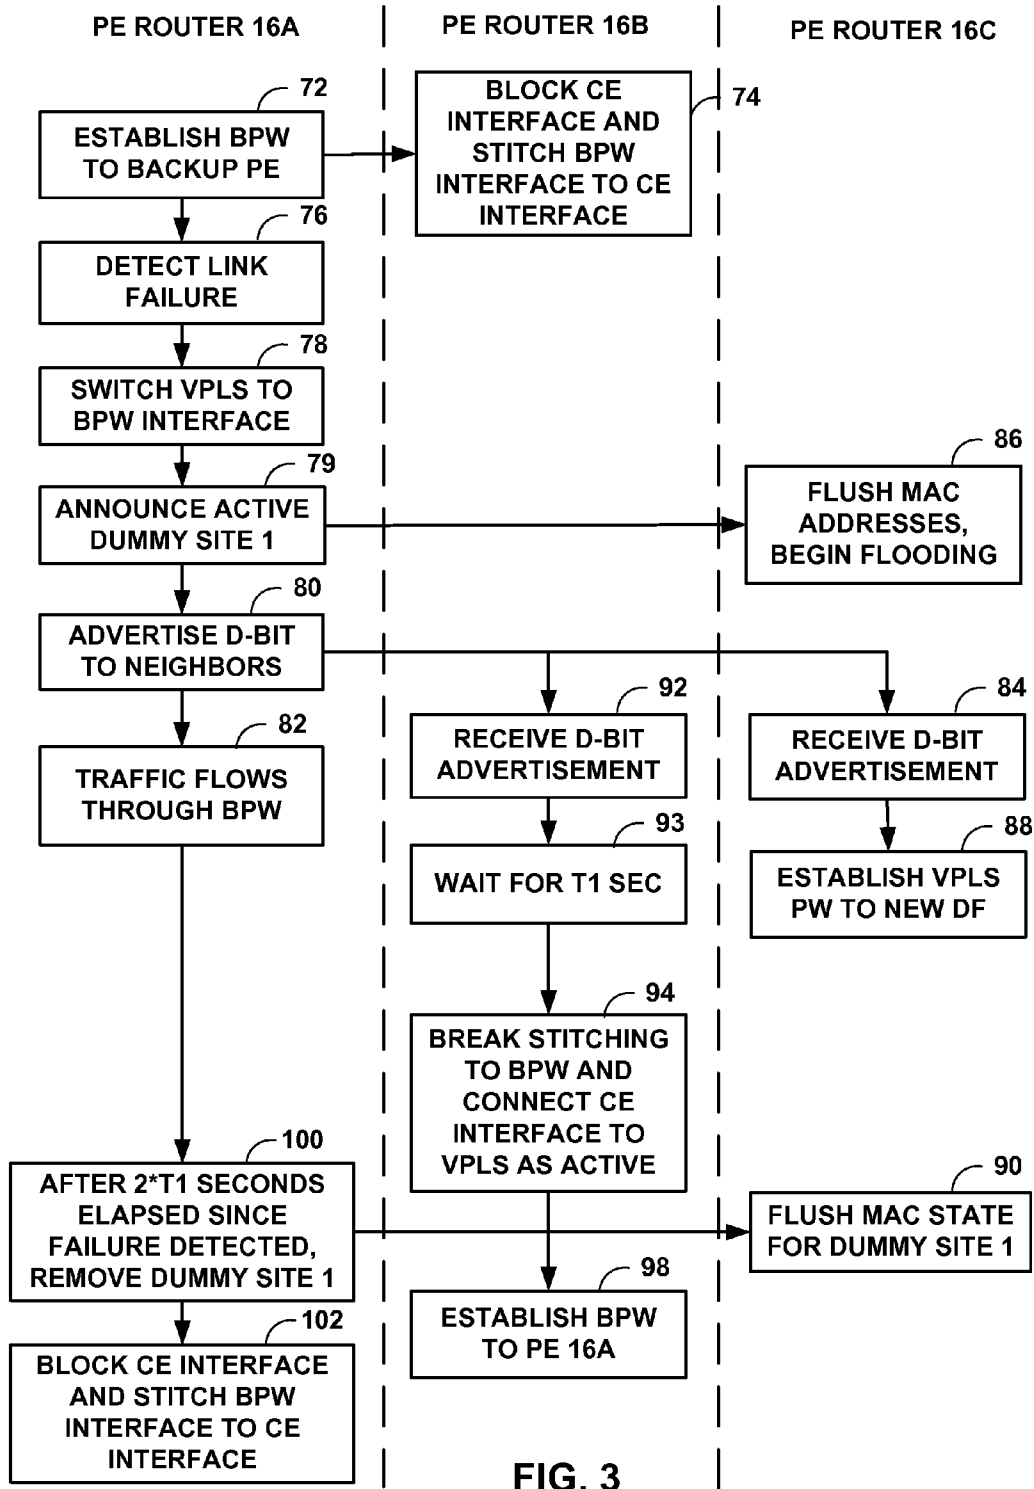 PE ROUTER 16A
PE ROUTER 16B
PE ROUTER 16C
72
ESTABLISH BPW
TO BACKUP PE
74
BLOCK CE
INTERFACE AND
STITCH BPW
INTERFACE TO CE
INTERFACE
76
DETECT LINK
FAILURE
78
SWITCH VPLS TO
BPW INTERFACE
79
ANNOUNCE ACTIVE
DUMMY SITE 1
86
FLUSH MAC
ADDRESSES,
BEGIN FLOODING
80
ADVERTISE D-BIT
TO NEIGHBORS
82
TRAFFIC FLOWS
THROUGH BPW
92
RECEIVE D-BIT
ADVERTISEMENT
84
RECEIVE D-BIT
ADVERTISEMENT
93
WAIT FOR T1 SEC
88
ESTABLISH VPLS
PW TO NEW DF
94
BREAK STITCHING
TO BPW AND
CONNECT CE
INTERFACE TO
VPLS AS ACTIVE
100
AFTER 2*T1 SECONDS
ELAPSED SINCE
FAILURE DETECTED,
REMOVE DUMMY SITE 1
90
FLUSH MAC STATE
FOR DUMMY SITE 1
98
ESTABLISH BPW
TO PE 16A
102
BLOCK CE INTERFACE
AND STITCH BPW
INTERFACE TO CE
INTERFACE
FIG. 3